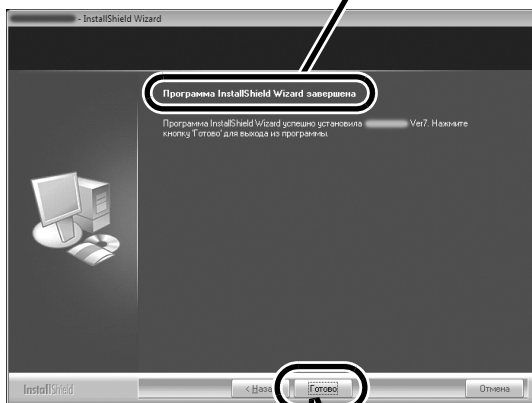 - InstallShield Wizard
Программа InstallShield Wizard завершена
Программа InstallShield Wizard успешно установила Ver7. Нажмите
кнопку 'Готово' для выхода из программы.
InstallShield
< Наза
Готово
Отмена